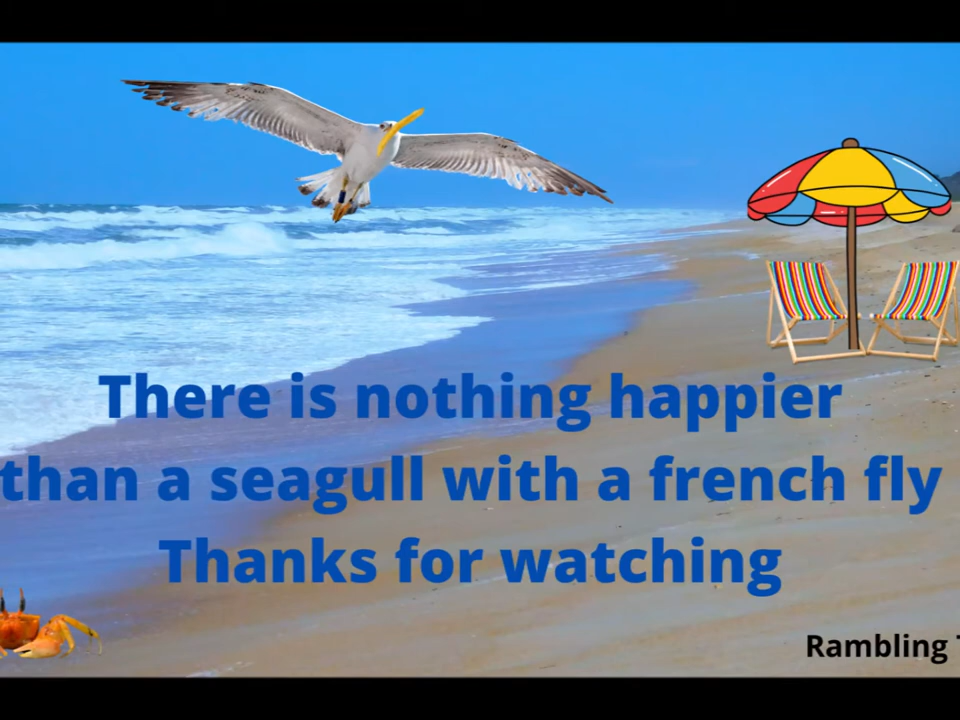 There is nothing happier
than a seagull with a french fly
Thanks for watching
Rambling